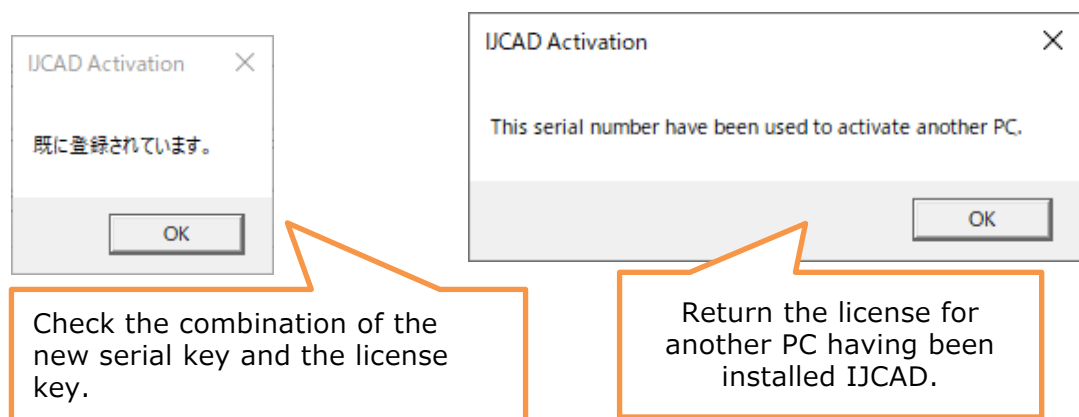 IJCAD Activation
既に登録されています。
OK
IJCAD Activation
This serial number have been used to activate another PC.
OK
Check the combination of the
new serial key and the license
key.
Return the license for
another PC having been
installed IJCAD.